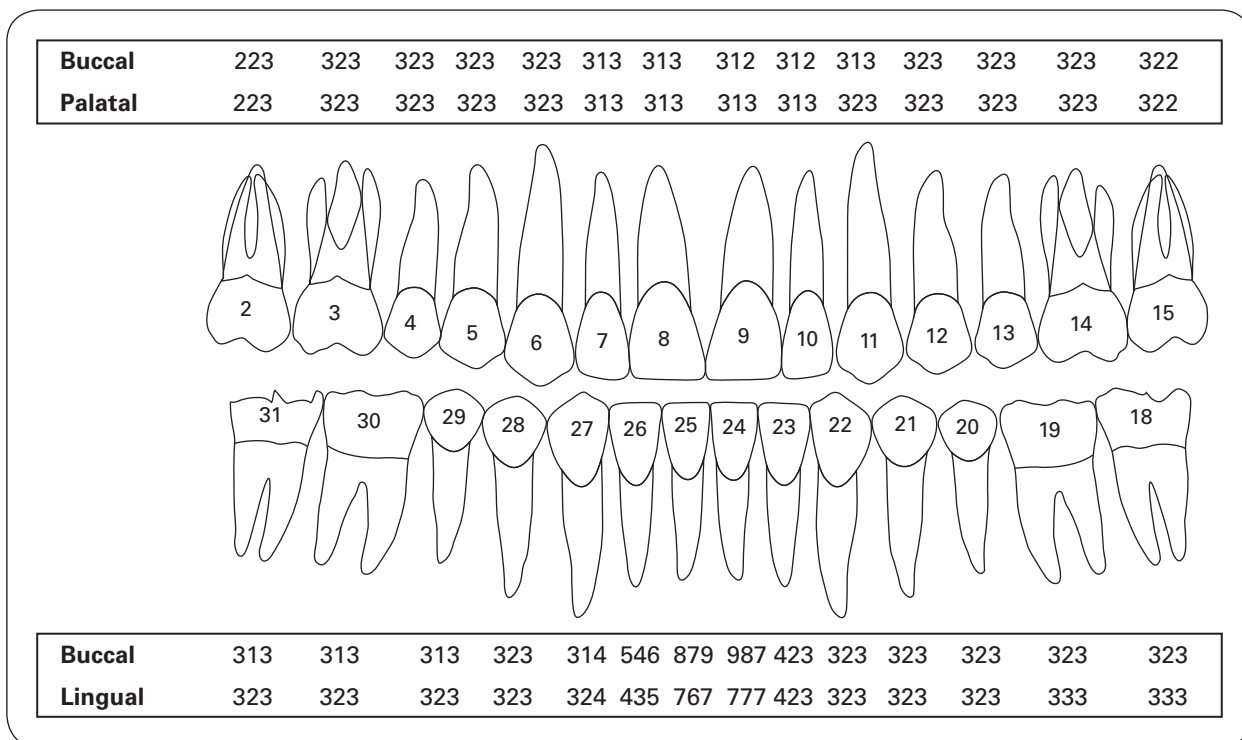 Buccal 223 323 323 323 323 313 313 312 312 313 323 323 323 322
Palatal 223 323 323 323 323 313 313 313 313 323 323 323 323 322
2 3 4 5 6 7 8 9 10 11 12 13 14 15
31 30 29 28 27 26 25 24 23 22 21 20 19 18
Buccal 313 313 313 323 314 546 879 987 423 323 323 323 323 323
Lingual 323 323 323 323 324 435 767 777 423 323 323 323 333 333